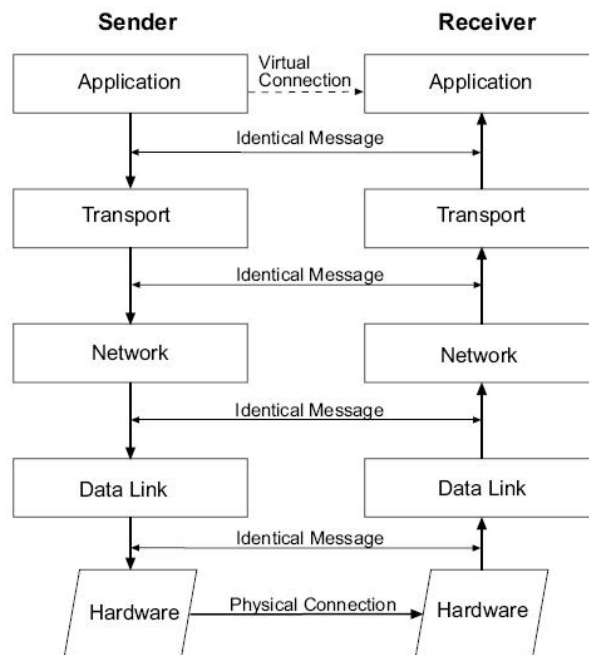 Sender Receiver
Virtual
Connection
Application Application
Identical Message
Transport Transport
Identical Message
Network Network
Identical Message
Data Link Data Link
Identical Message
Hardware Physical Connection Hardware